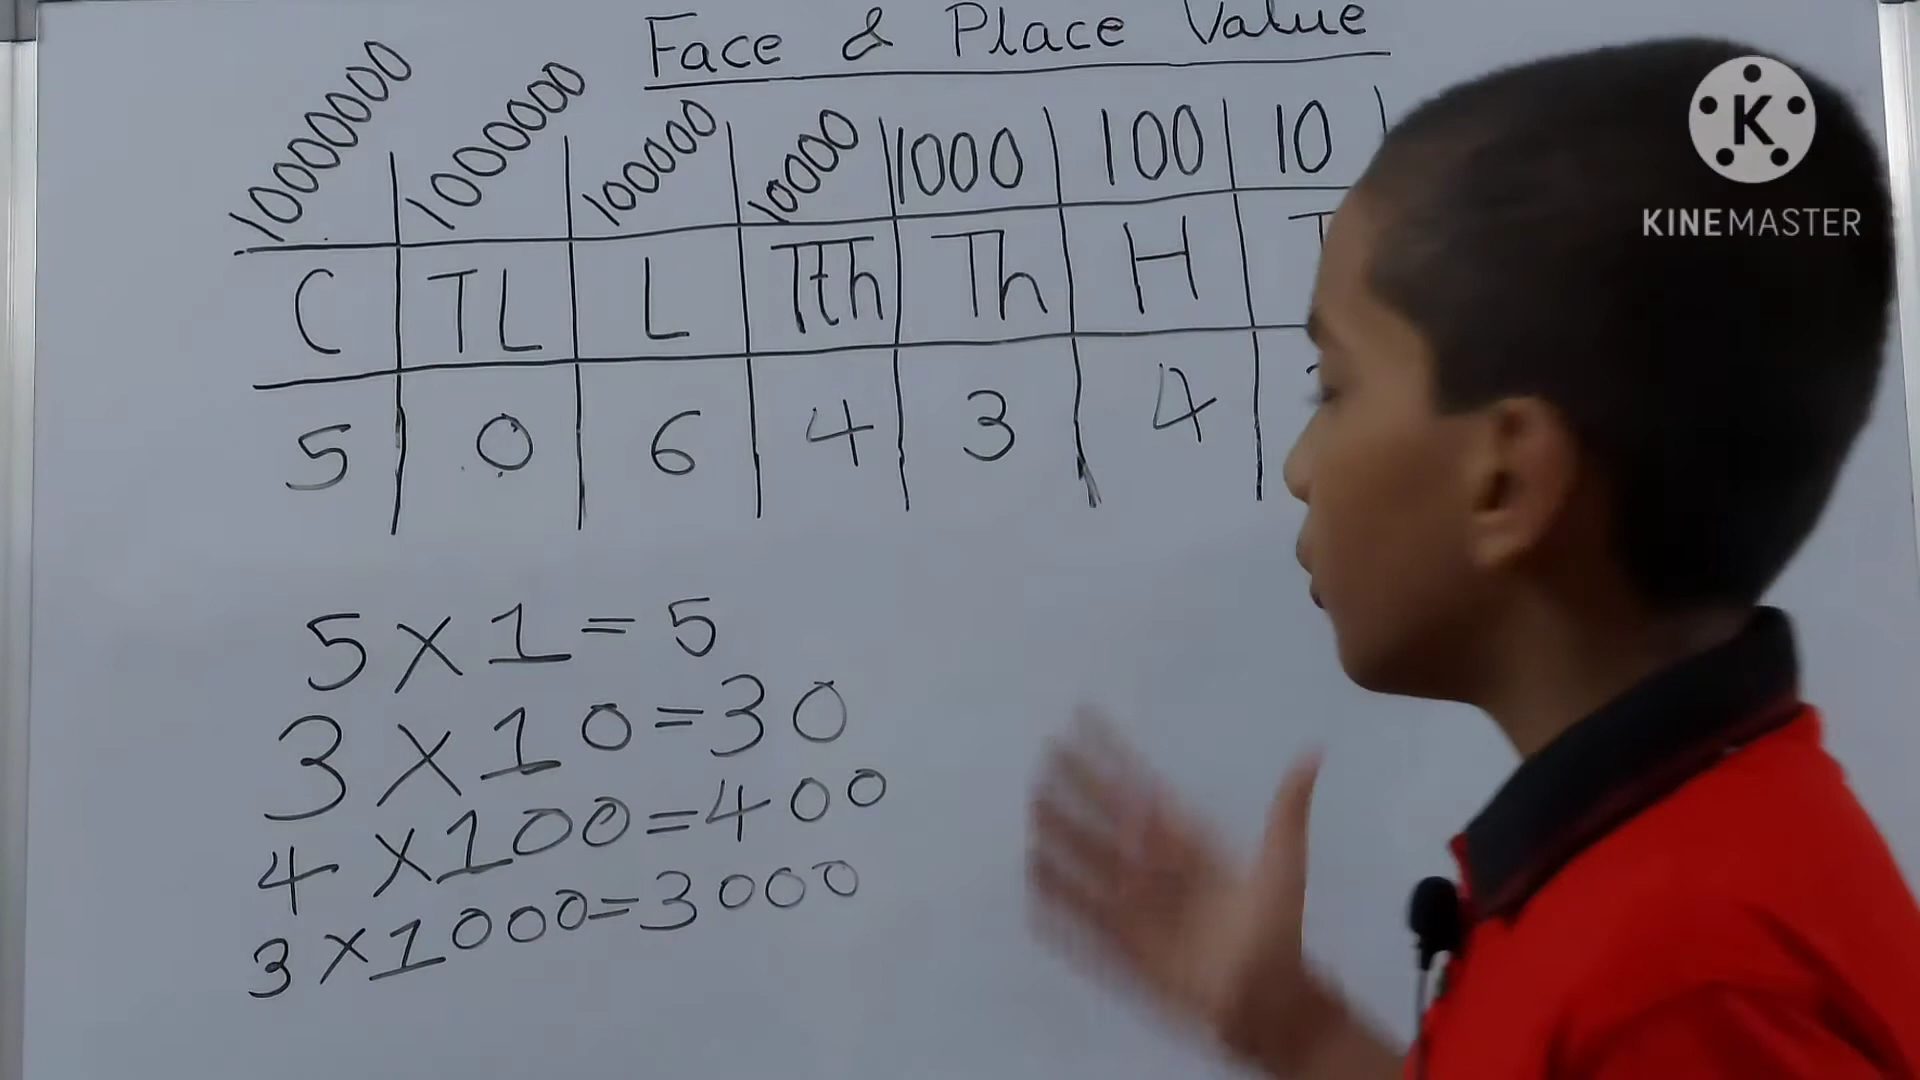 Face & Place Value
10000000 1000000 100000 10000 1000 100 10
C TL L Tth Th H T
5 0 6 4 3 4
5 × 1 = 5
3 × 10 = 30
4 × 100 = 400
3 × 1000 = 3000
K
KINEMASTER